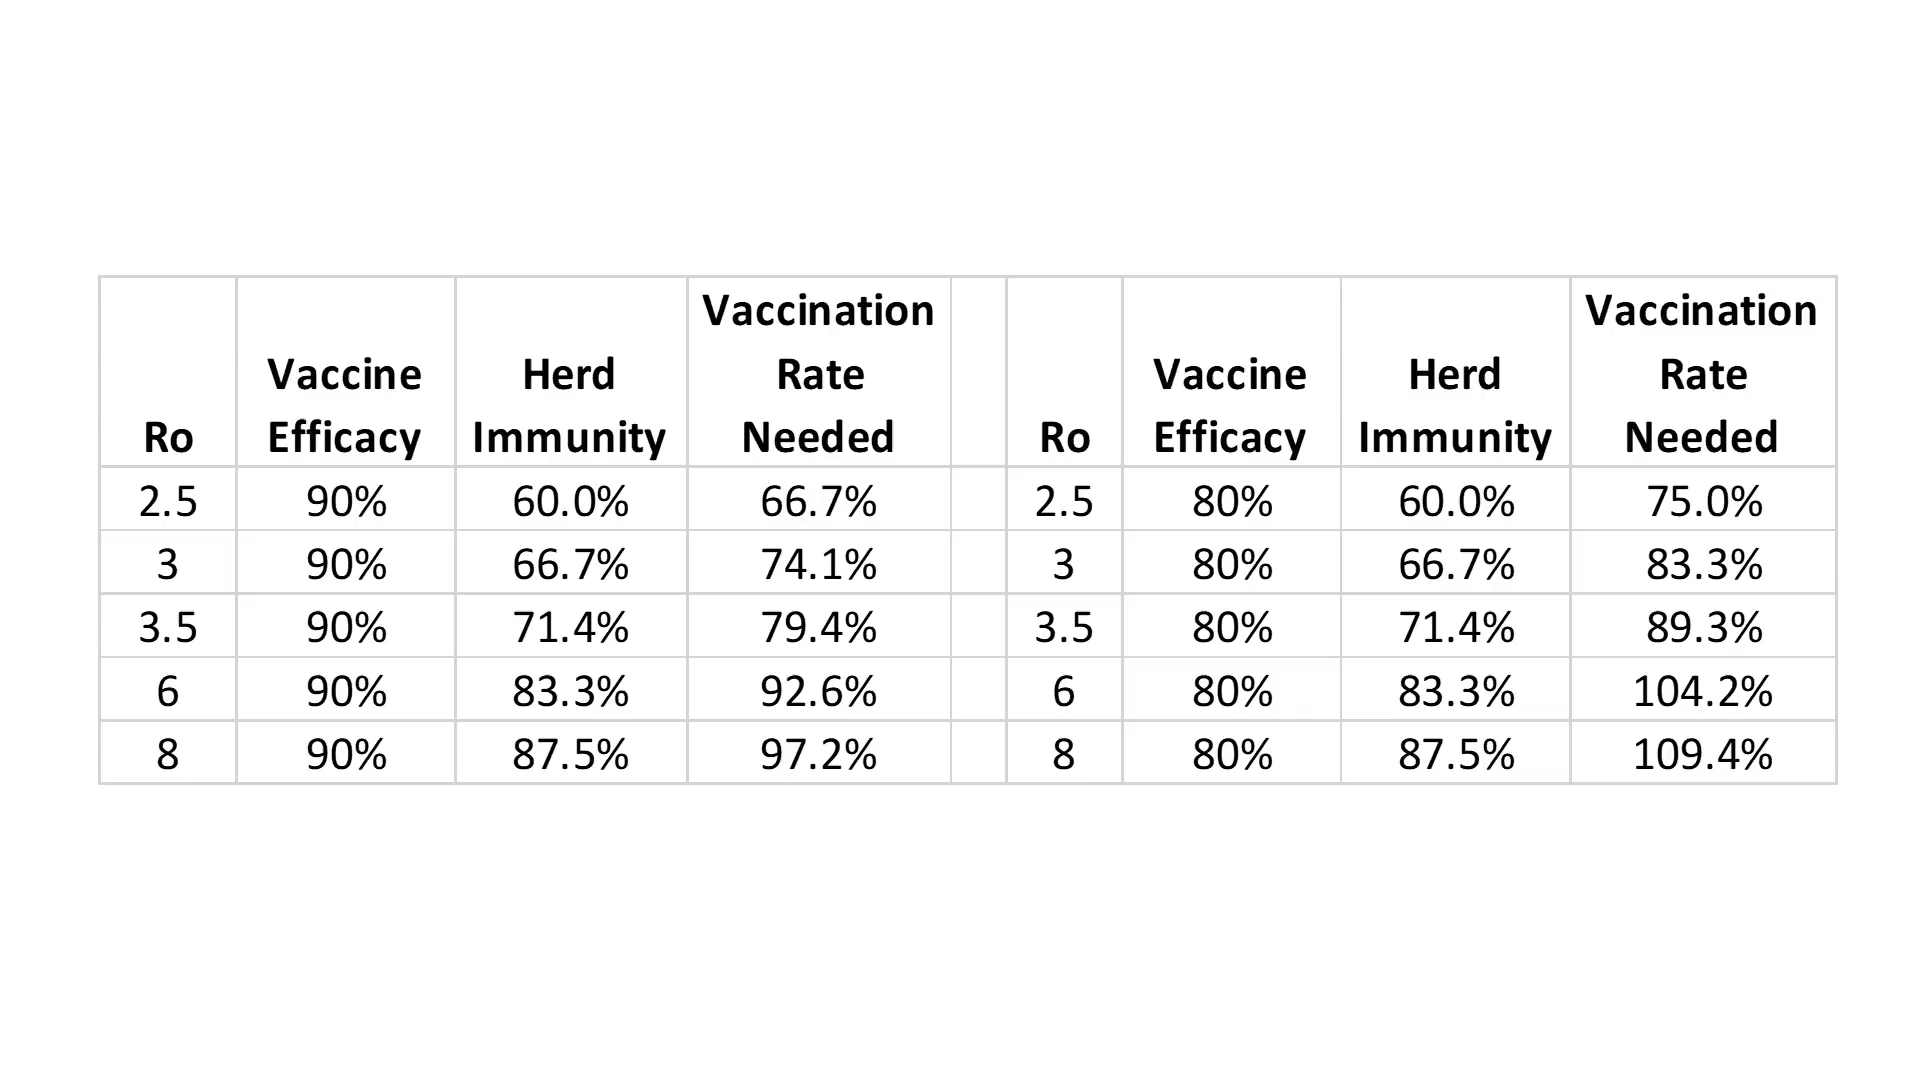 Ro Vaccine Efficacy Herd Immunity Vaccination Rate Needed Ro Vaccine Efficacy Herd Immunity Vaccination Rate Needed
2.5 90% 60.0% 66.7% 2.5 80% 60.0% 75.0%
3 90% 66.7% 74.1% 3 80% 66.7% 83.3%
3.5 90% 71.4% 79.4% 3.5 80% 71.4% 89.3%
6 90% 83.3% 92.6% 6 80% 83.3% 104.2%
8 90% 87.5% 97.2% 8 80% 87.5% 109.4%